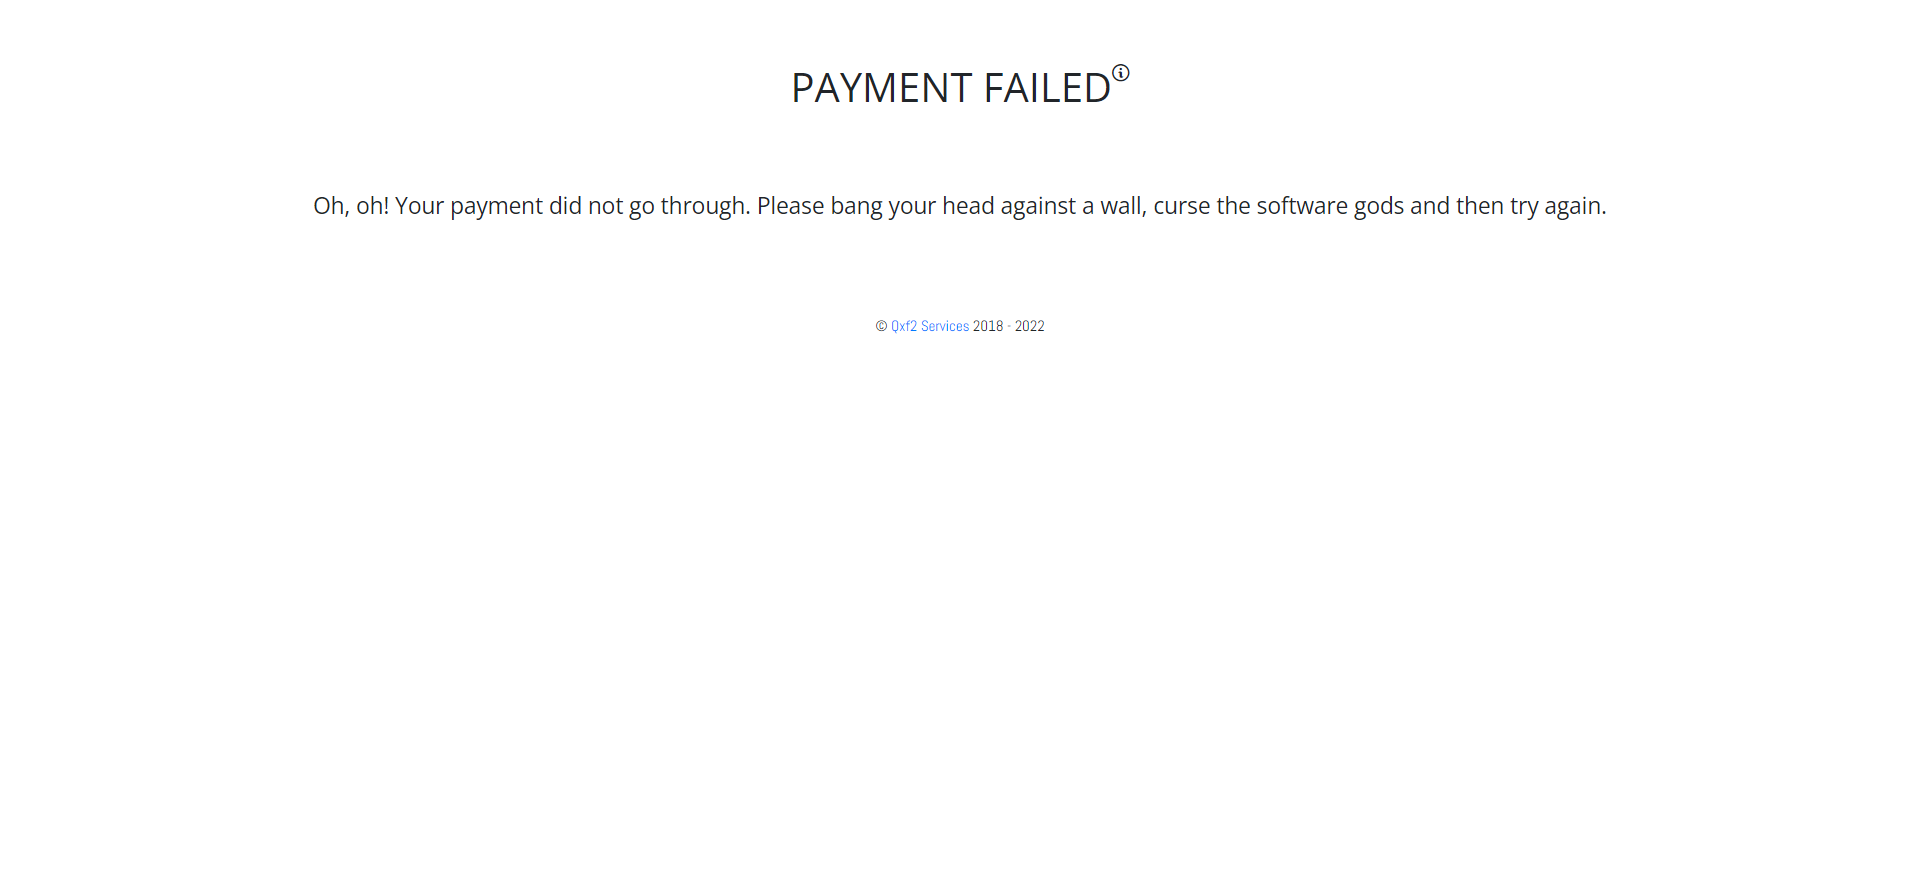 PAYMENT FAILED
Oh, oh! Your payment did not go through. Please bang your head against a wall, curse the software gods and then try again.
© Qxf2 Services 2018 - 2022